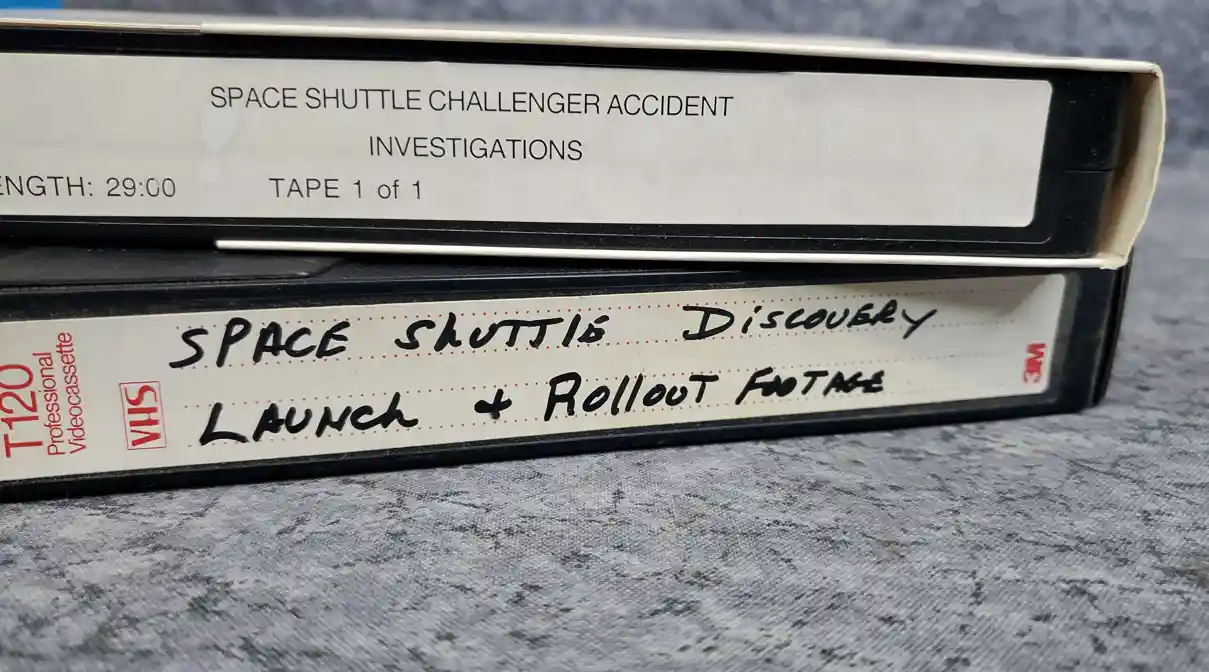 SPACE SHUTTLE CHALLENGER ACCIDENT
INVESTIGATIONS
ENGTH: 29:00 TAPE 1 of 1
T120
Professional
Videocassette
VHS
SPACE ShUTTlE DiSCOVERY
LAUNCh + RollOUT FOOTAGE
3M